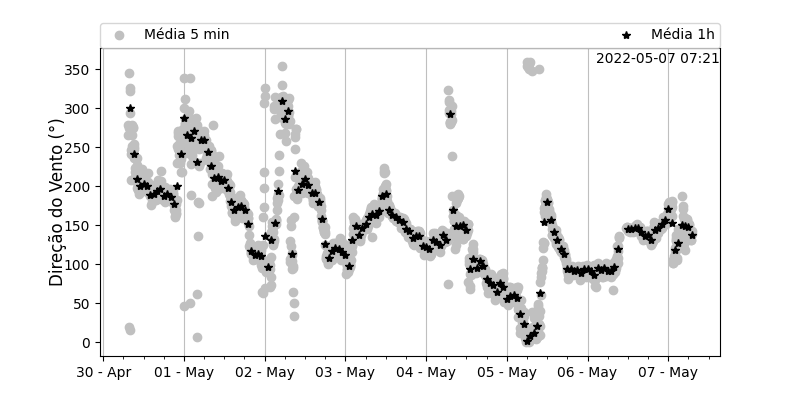 Média 5 min
Média 1h
2022-05-07 07:21
Direção do Vento (°)
350
300
250
200
150
100
50
0
30 - Apr
01 - May
02 - May
03 - May
04 - May
05 - May
06 - May
07 - May